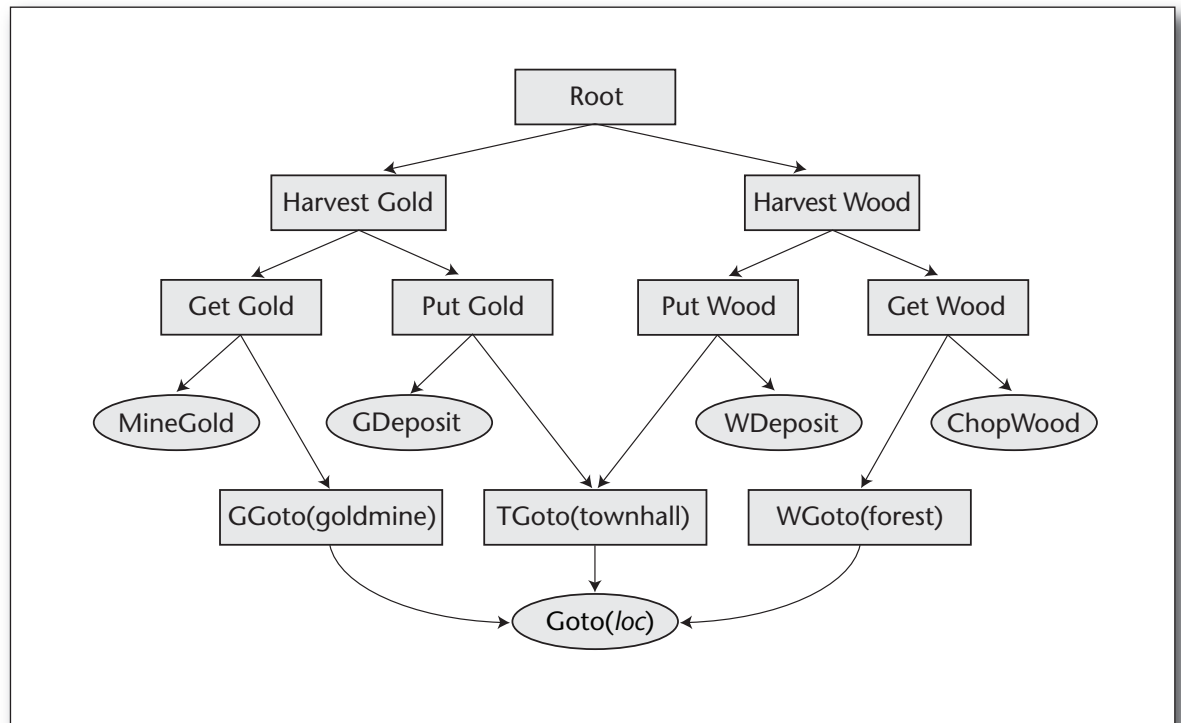 Root
Harvest Gold
Harvest Wood
Get Gold
Put Gold
Put Wood
Get Wood
MineGold
GDeposit
WDeposit
ChopWood
GGoto(goldmine)
TGoto(townhall)
WGoto(forest)
Goto(loc)